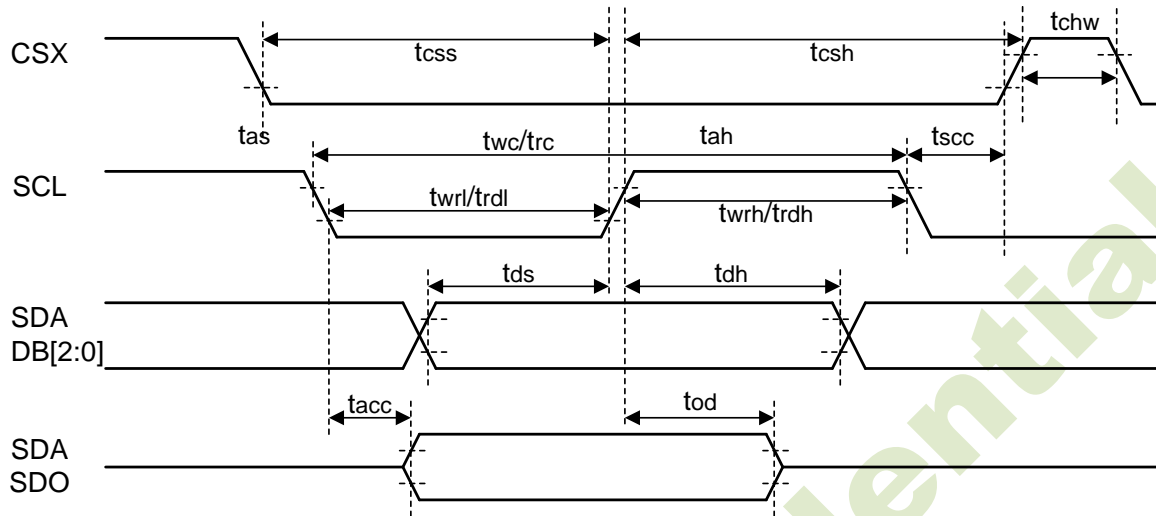 tchw
CSX
tcss
tcsh
tas
twc/trc
tah
tscc
SCL
twrl/trdl
twrh/trdh
tds
tdh
SDA
DB[2:0]
tacc
tod
SDA
SDO
dential